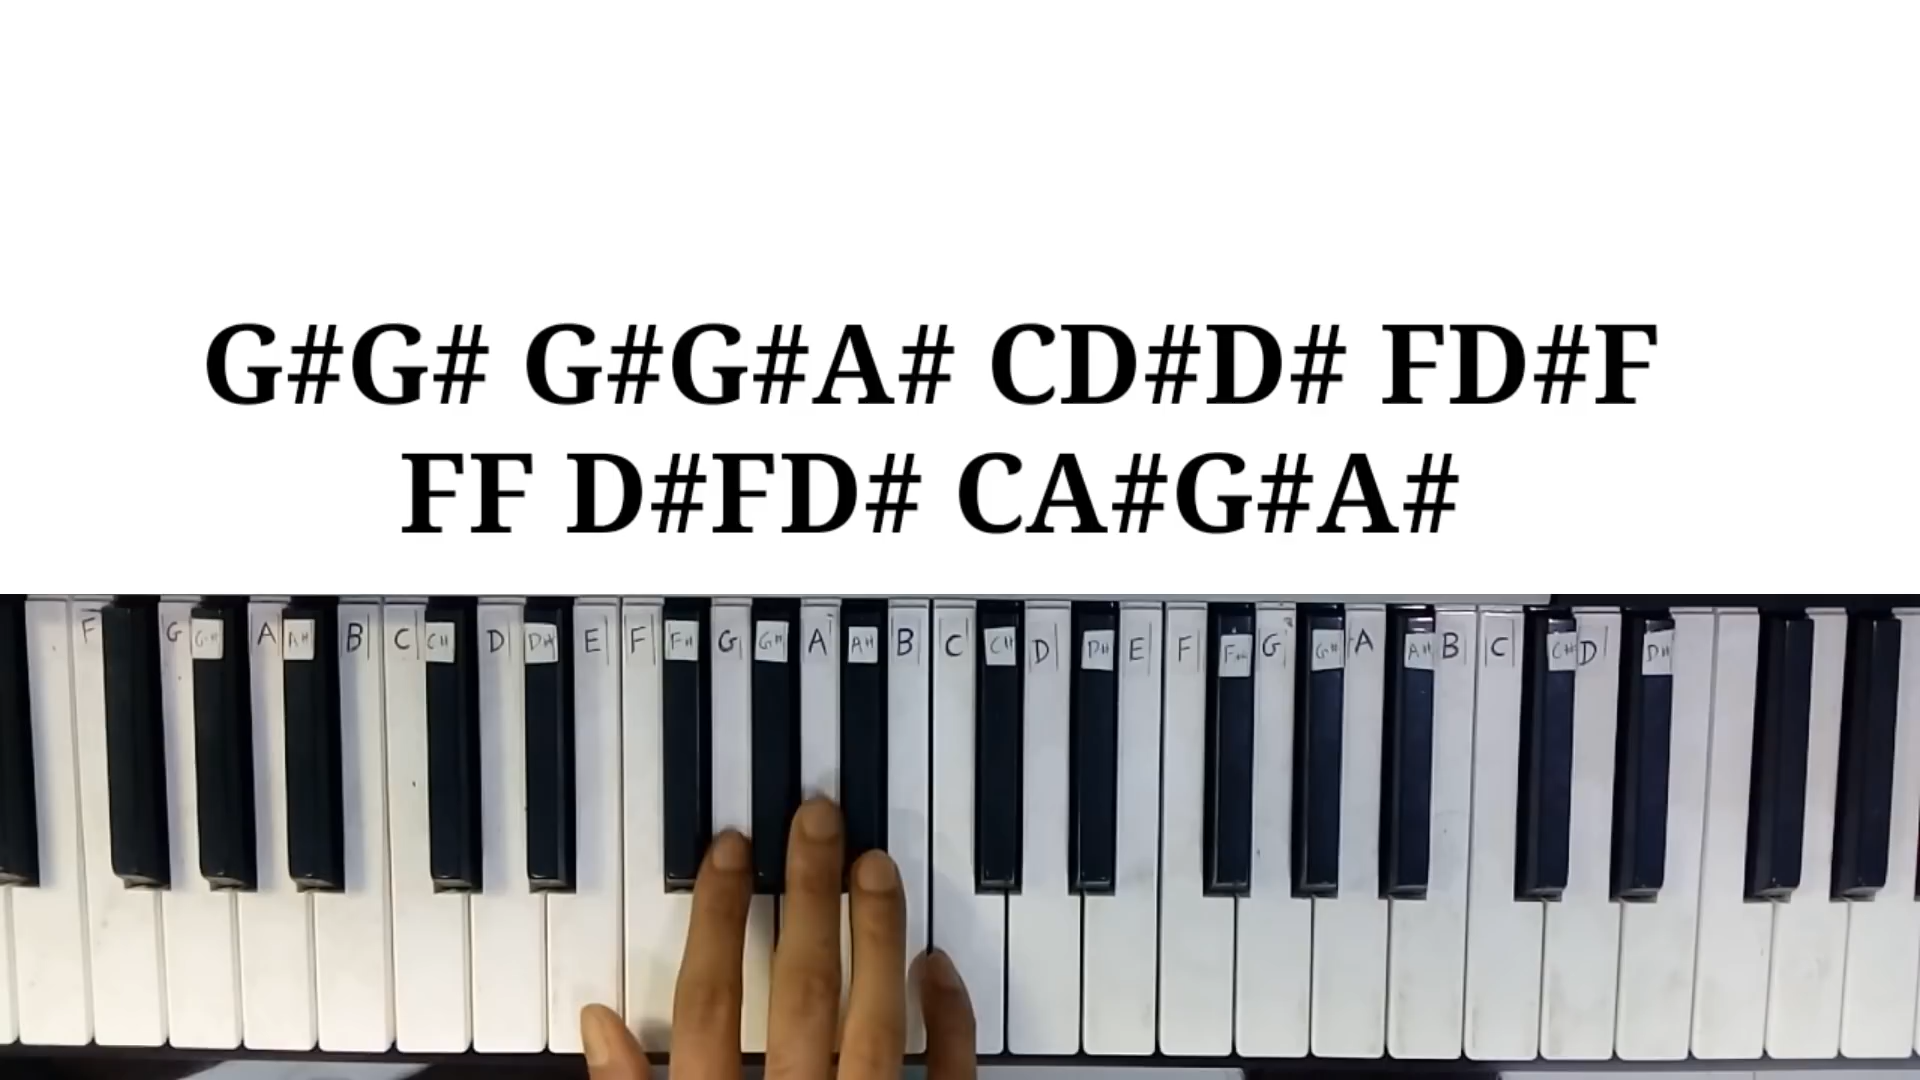 G#G# G#G#A# CD#D# FD#F
FF D#FD# CA#G#A#
F G G# A A# B C C# D D# E F F# G G# A A# B C C# D D# E F F# G G# A A# B C C# D D#